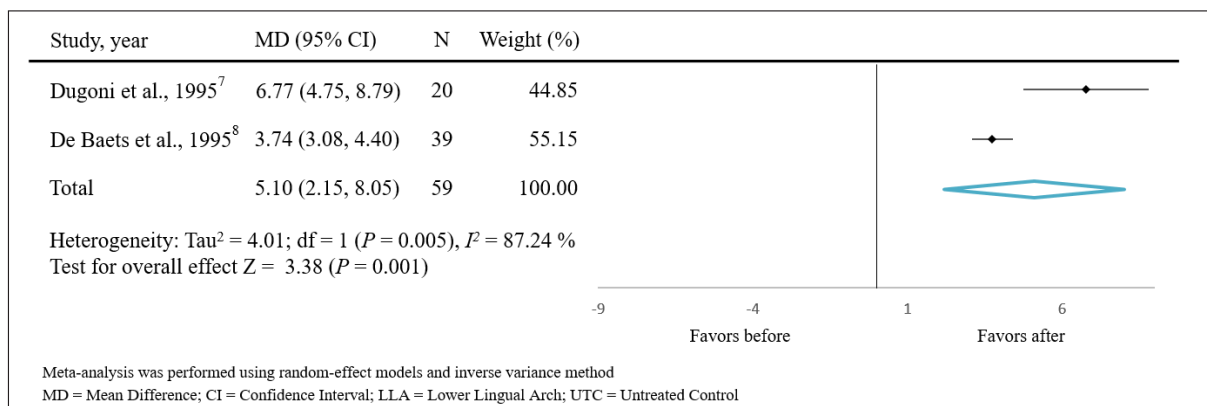 Study, year MD (95% CI) N Weight (%)
Dugoni et al., 1995⁷ 6.77 (4.75, 8.79) 20 44.85
De Baets et al., 1995⁸ 3.74 (3.08, 4.40) 39 55.15
Total 5.10 (2.15, 8.05) 59 100.00
Heterogeneity: Tau² = 4.01; df = 1 (P = 0.005), I² = 87.24 %
Test for overall effect Z = 3.38 (P = 0.001)
-9 -4 1 6
Favors before Favors after
Meta-analysis was performed using random-effect models and inverse variance method
MD = Mean Difference; CI = Confidence Interval; LLA = Lower Lingual Arch; UTC = Untreated Control